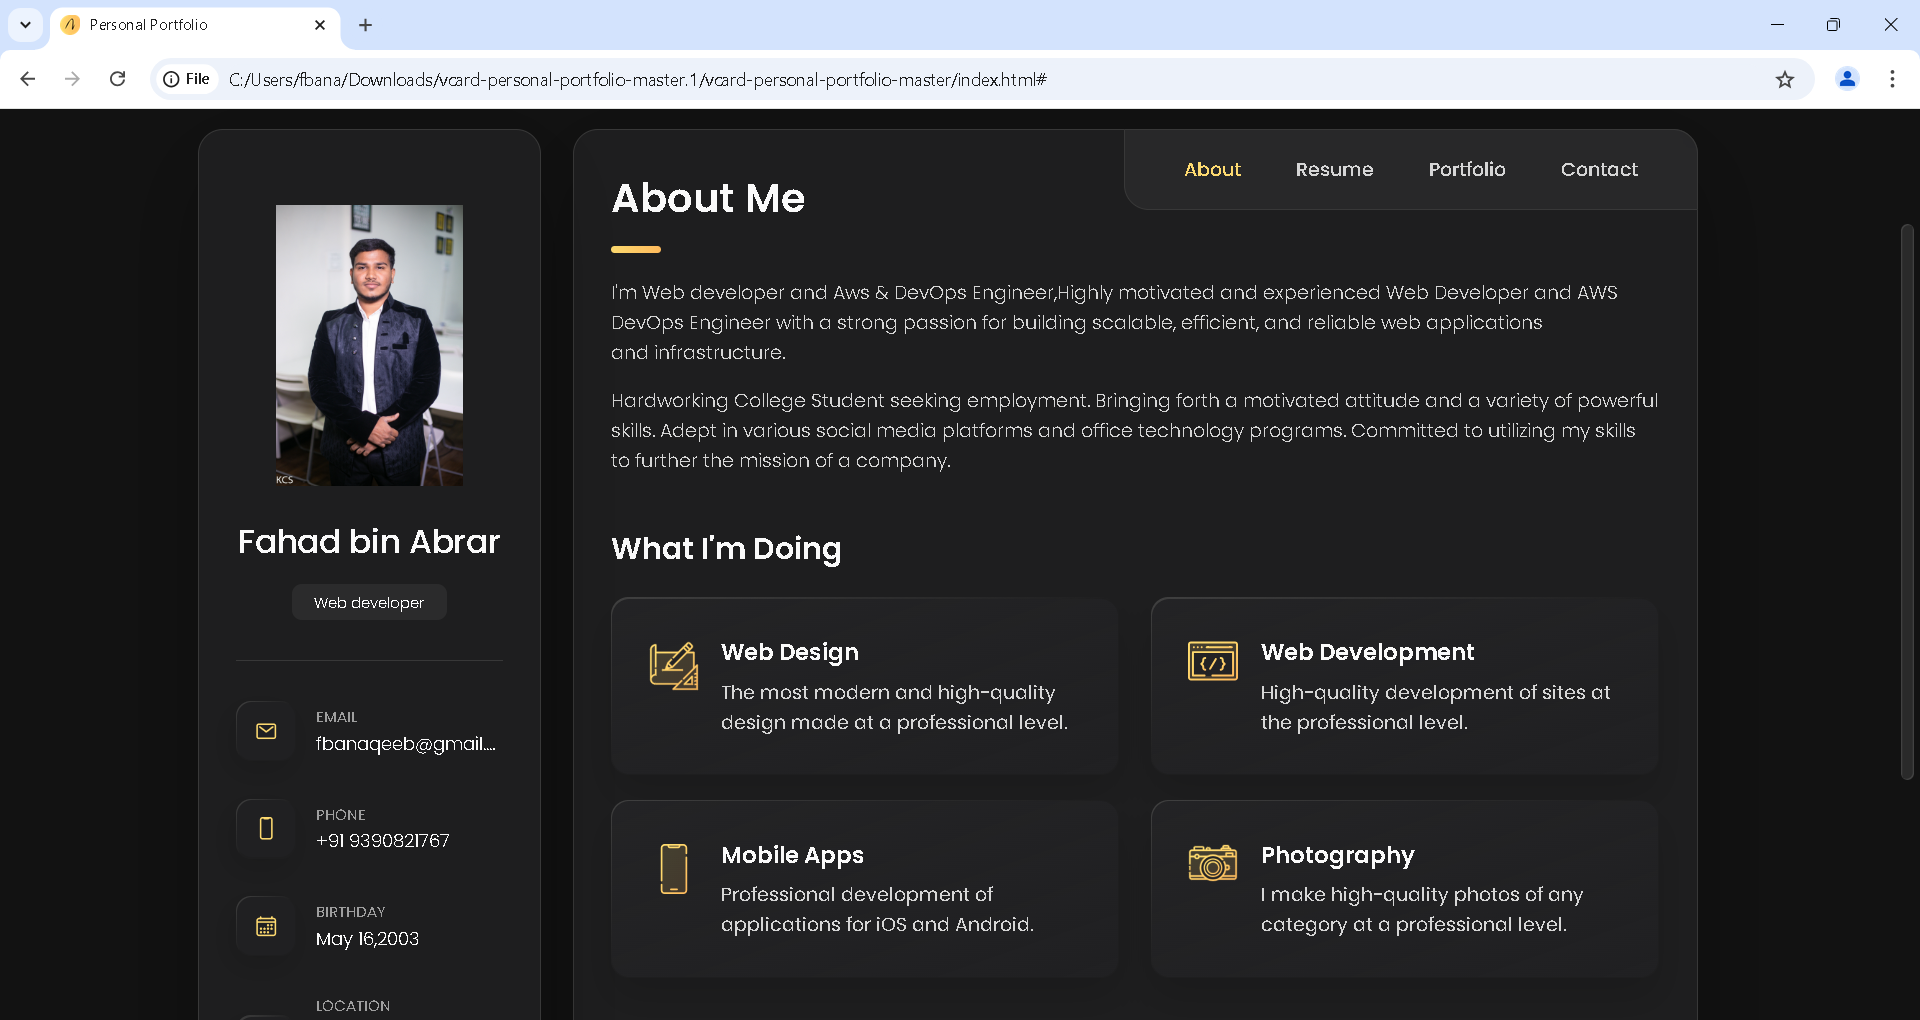 Personal Portfolio
File
C:/Users/fbana/Downloads/vcard-personal-portfolio-master.1/vcard-personal-portfolio-master/index.html#
KCS
Fahad bin Abrar
Web developer
EMAIL
fbanaqeeb@gmail....
PHONE
+91 9390821767
BIRTHDAY
May 16,2003
LOCATION
About Resume Portfolio Contact
About Me
I'm Web developer and Aws & DevOps Engineer,Highly motivated and experienced Web Developer and AWS
DevOps Engineer with a strong passion for building scalable, efficient, and reliable web applications
and infrastructure.
Hardworking College Student seeking employment. Bringing forth a motivated attitude and a variety of powerful
skills. Adept in various social media platforms and office technology programs. Committed to utilizing my skills
to further the mission of a company.
What I'm Doing
Web Design
The most modern and high-quality
design made at a professional level.
Web Development
High-quality development of sites at
the professional level.
Mobile Apps
Professional development of
applications for iOS and Android.
Photography
I make high-quality photos of any
category at a professional level.